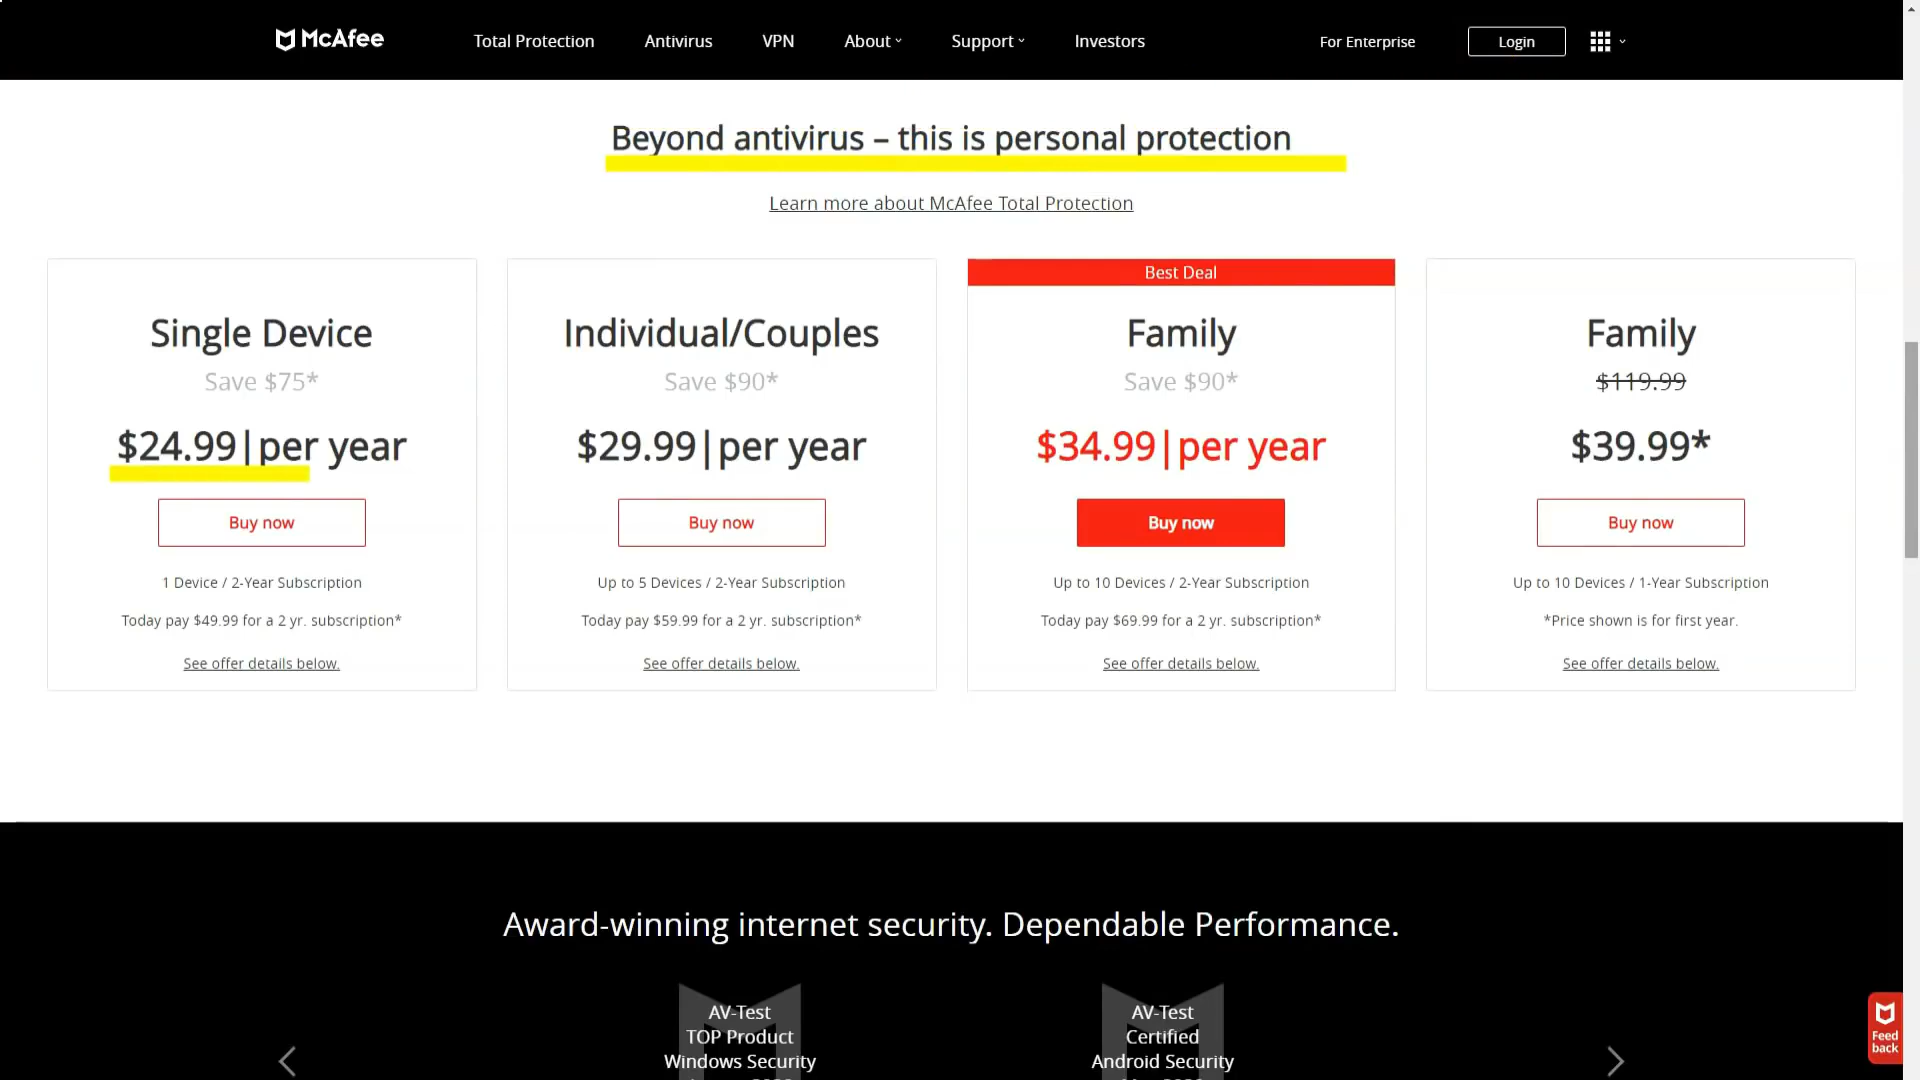 McAfee
Total Protection
Antivirus
VPN
About
Support
Investors
For Enterprise
Login
Beyond antivirus – this is personal protection
Learn more about McAfee Total Protection
Single Device
Save $75*
$24.99|per year
Buy now
1 Device / 2-Year Subscription
Today pay $49.99 for a 2 yr. subscription*
See offer details below.
Individual/Couples
Save $90*
$29.99|per year
Buy now
Up to 5 Devices / 2-Year Subscription
Today pay $59.99 for a 2 yr. subscription*
See offer details below.
Best Deal
Family
Save $90*
$34.99|per year
Buy now
Up to 10 Devices / 2-Year Subscription
Today pay $69.99 for a 2 yr. subscription*
See offer details below.
Family
$119.99
$39.99*
Buy now
Up to 10 Devices / 1-Year Subscription
*Price shown is for first year.
See offer details below.
Award-winning internet security. Dependable Performance.
AV-Test
TOP Product
Windows Security
AV-Test
Certified
Android Security
Feed
back